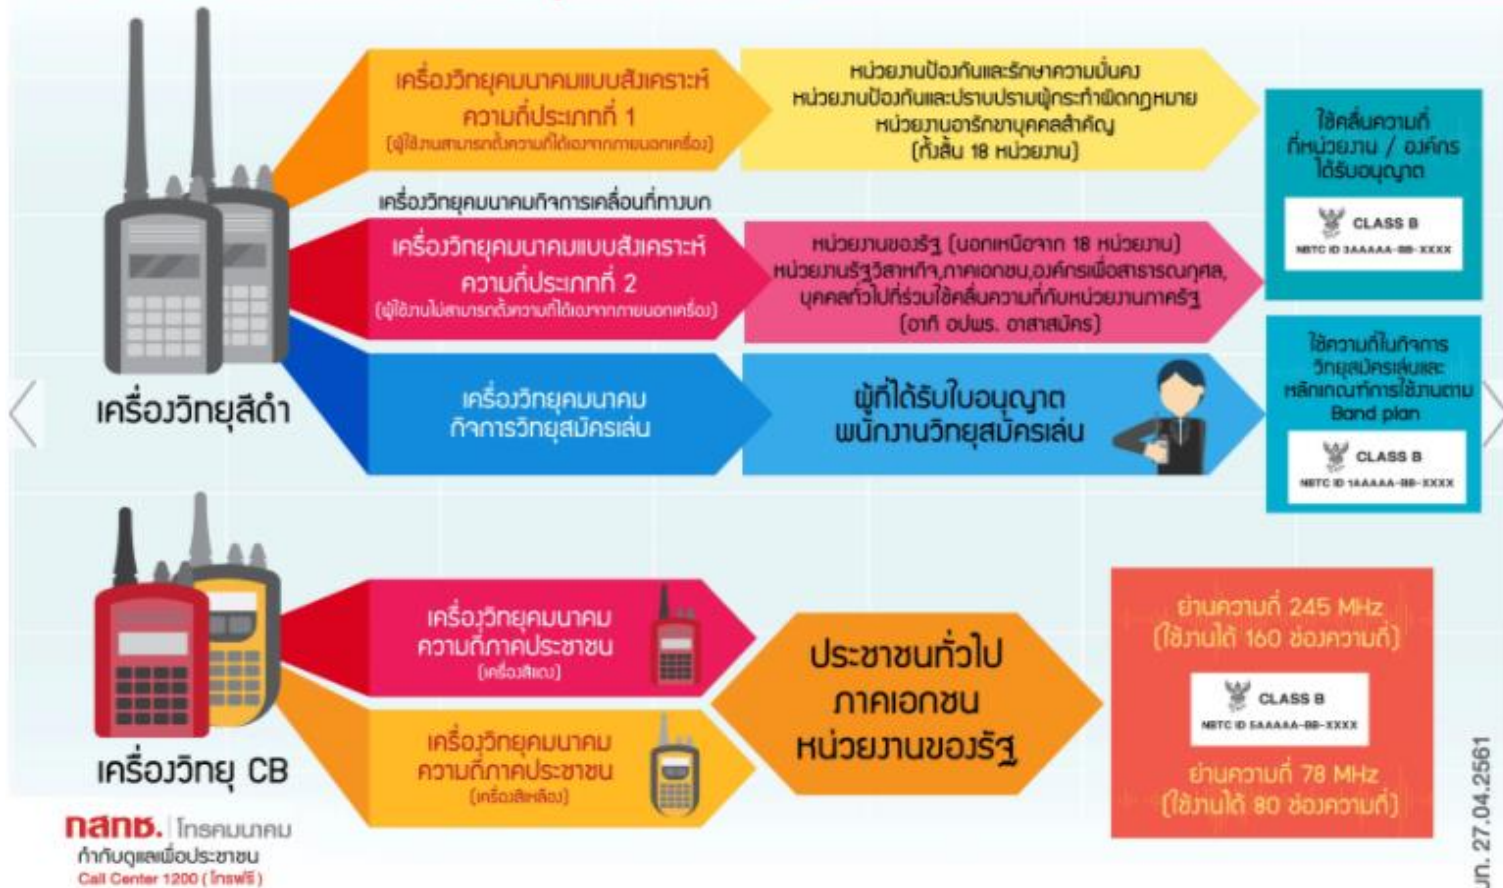 เครื่องวิทยุคมนาคมแบบสังเคราะห์
ความถี่ประเภทที่ 1
(ผู้ใช้งานสามารถตั้งความถี่ได้เองจากภายนอกเครื่อง)
หน่วยงานป้องกันและรักษาความมั่นคง
หน่วยงานป้องกันและปราบปรามผู้กระทำผิดกฎหมาย
หน่วยงานอารักขาบุคคลสำคัญ
(ทั้งสิ้น 18 หน่วยงาน)
ใช้คลื่นความถี่
ที่หน่วยงาน / องค์กร
ได้รับอนุญาต
CLASS B
NBTC ID 3AAAAA-BB-XXXX
เครื่องวิทยุคมนาคมกิจการเคลื่อนที่ทางบก
เครื่องวิทยุคมนาคมแบบสังเคราะห์
ความถี่ประเภทที่ 2
(ผู้ใช้งานไม่สามารถตั้งความถี่ได้เองจากภายนอกเครื่อง)
หน่วยงานของรัฐ (นอกเหนือจาก 18 หน่วยงาน)
หน่วยงานรัฐวิสาหกิจ,ภาคเอกชน,องค์กรเพื่อสาธารณกุศล,
บุคคลทั่วไปที่ร่วมใช้คลื่นความถี่กับหน่วยงานภาครัฐ
(อาทิ อปพร. อาสาสมัคร)
เครื่องวิทยุสีดำ
เครื่องวิทยุคมนาคม
กิจการวิทยุสมัครเล่น
ผู้ที่ได้รับใบอนุญาต
พนักงานวิทยุสมัครเล่น
ใช้ความถี่ในกิจการ
วิทยุสมัครเล่นและ
หลักเกณฑ์การใช้งานตาม
Band plan
CLASS B
NBTC ID 1AAAAA-BB-XXXX
เครื่องวิทยุ CB
เครื่องวิทยุคมนาคม
ความถี่ภาคประชาชน
(เครื่องสีแดง)
เครื่องวิทยุคมนาคม
ความถี่ภาคประชาชน
(เครื่องสีเหลือง)
ประชาชนทั่วไป
ภาคเอกชน
หน่วยงานของรัฐ
ย่านความถี่ 245 MHz
(ใช้งานได้ 160 ช่องความถี่)
CLASS B
NBTC ID 5AAAAA-BB-XXXX
ย่านความถี่ 78 MHz
(ใช้งานได้ 80 ช่องความถี่)
กสทช. โทรคมนาคม
กำกับดูแลเพื่อประชาชน
Call Center 1200 (โทรฟรี)
27.04.2561